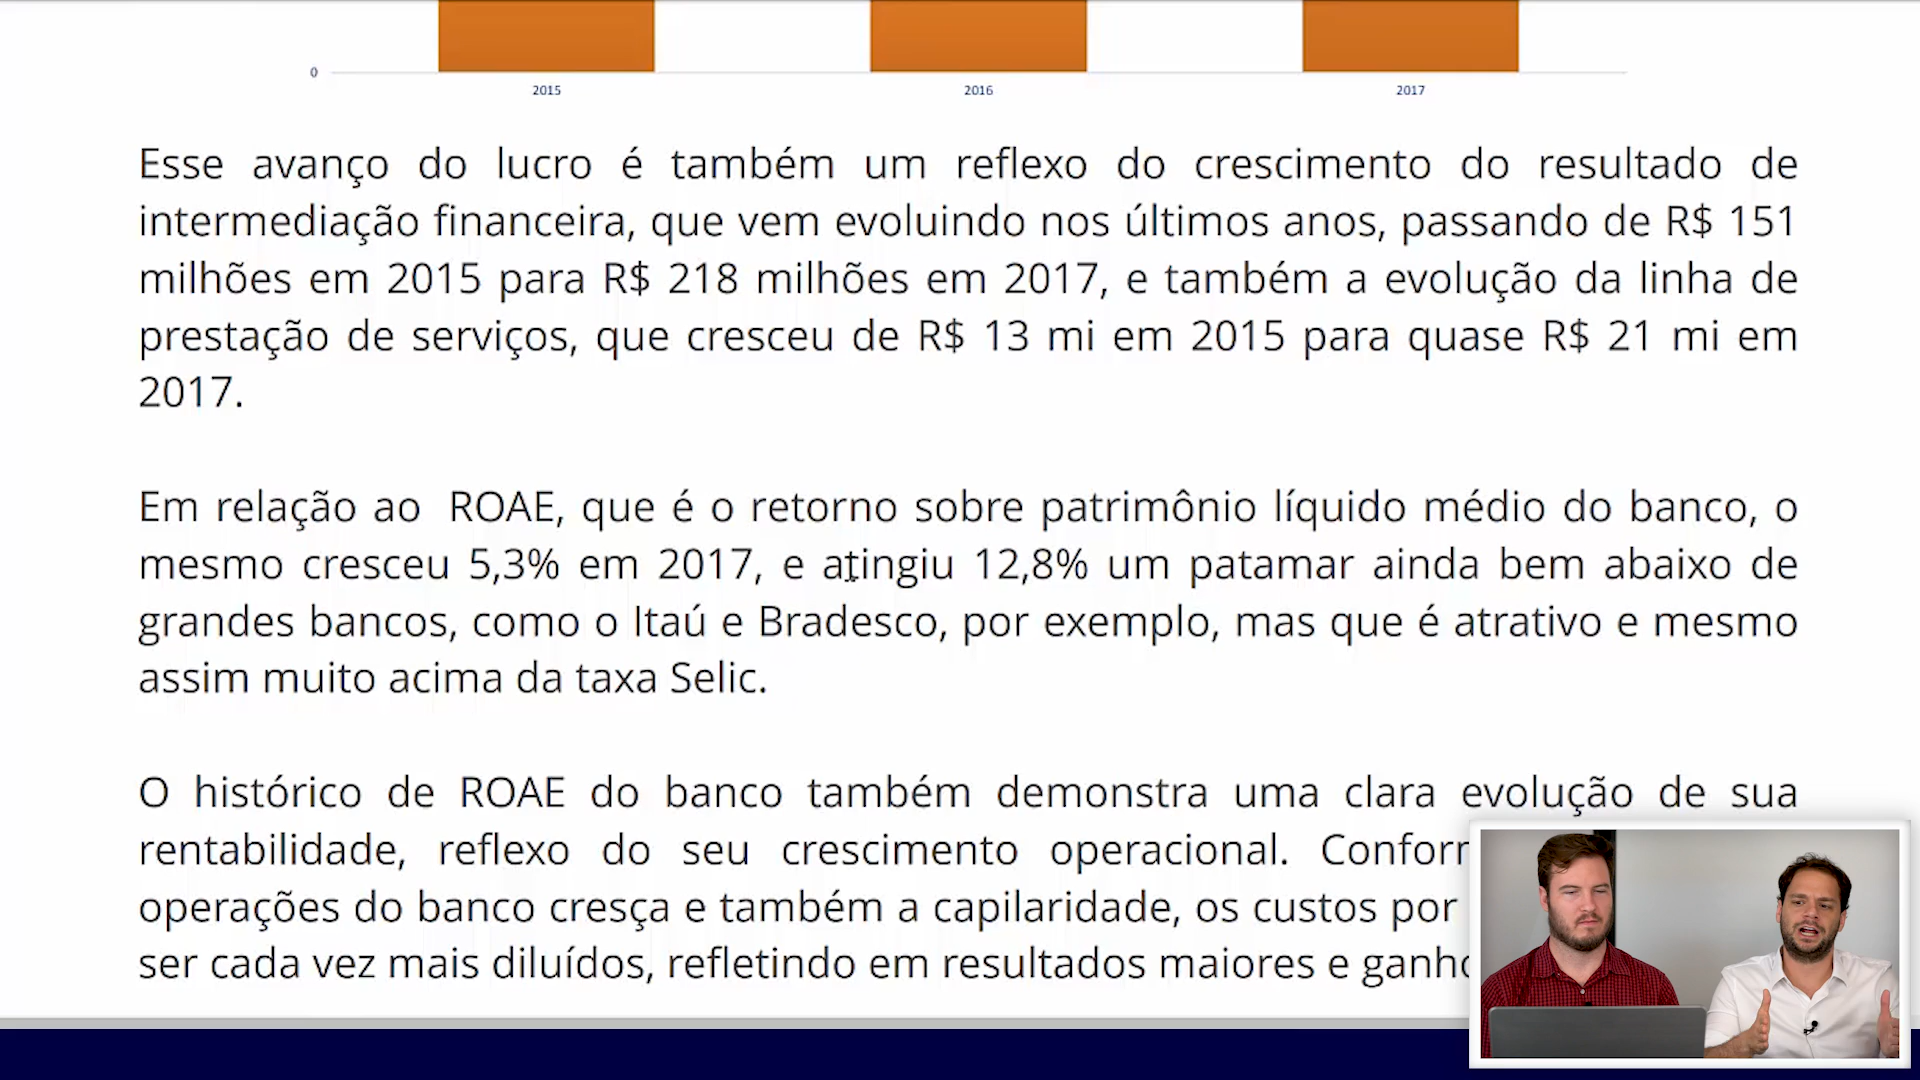 0
2015 2016 2017
Esse avanço do lucro é também um reflexo do crescimento do resultado de
intermediação financeira, que vem evoluindo nos últimos anos, passando de R$ 151
milhões em 2015 para R$ 218 milhões em 2017, e também a evolução da linha de
prestação de serviços, que cresceu de R$ 13 mi em 2015 para quase R$ 21 mi em
2017.
Em relação ao ROAE, que é o retorno sobre patrimônio líquido médio do banco, o
mesmo cresceu 5,3% em 2017, e atingiu 12,8% um patamar ainda bem abaixo de
grandes bancos, como o Itaú e Bradesco, por exemplo, mas que é atrativo e mesmo
assim muito acima da taxa Selic.
O histórico de ROAE do banco também demonstra uma clara evolução de sua
rentabilidade, reflexo do seu crescimento operacional.
operações do banco cresça e também a capilaridade, os custos por
ser cada vez mais diluídos, refletindo em resultados maiores e